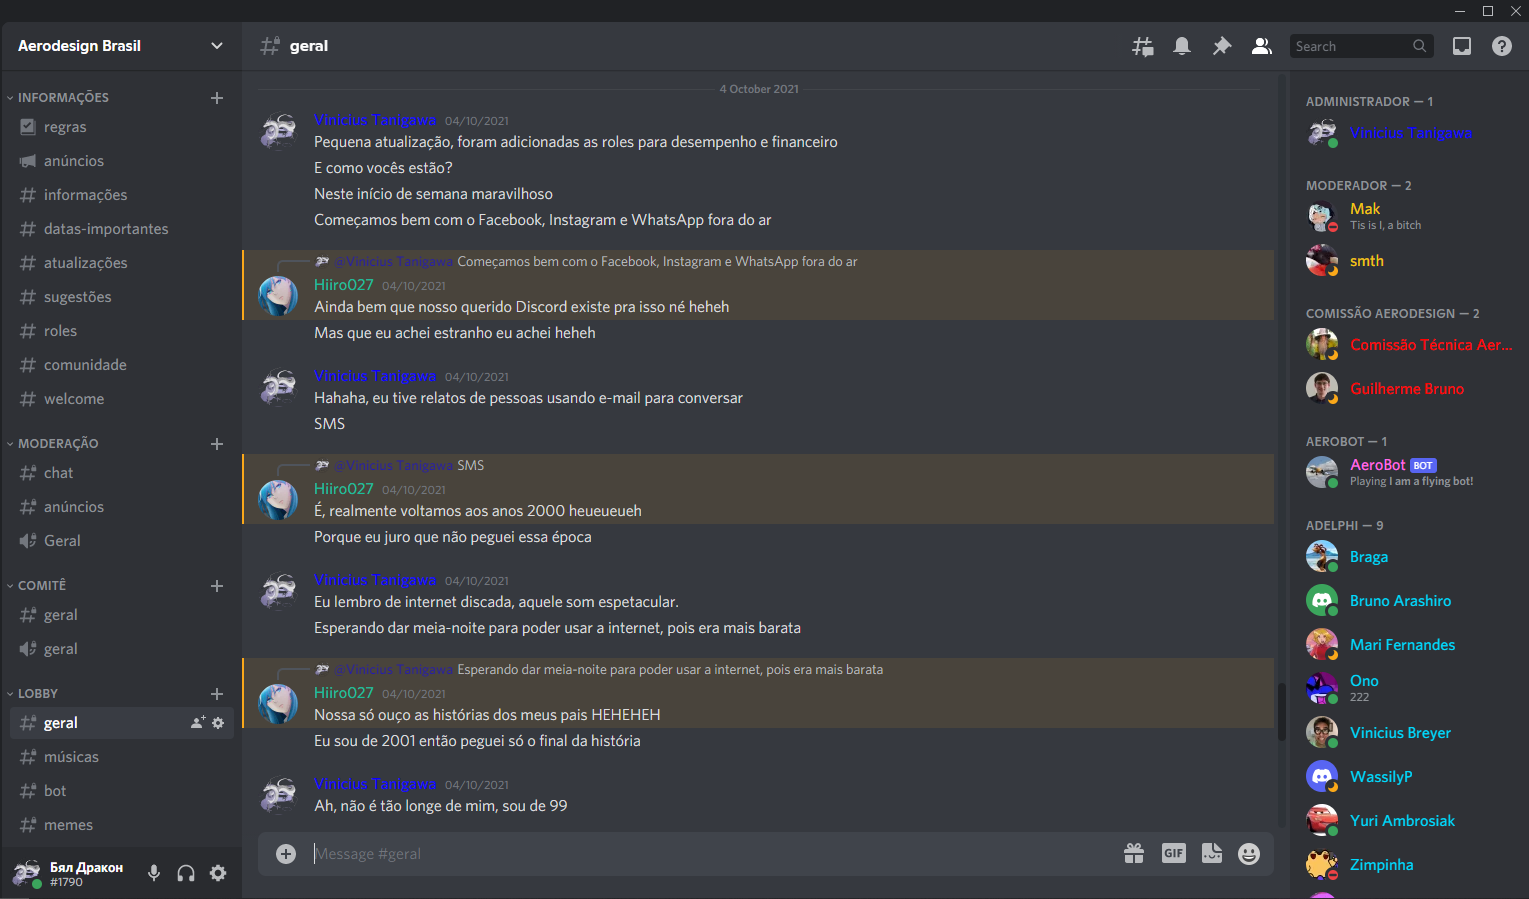 Aerodesign Brasil
INFORMAÇÕES
regras
anúncios
informações
datas-importantes
atualizações
sugestões
roles
comunidade
welcome
MODERAÇÃO
chat
anúncios
Geral
COMITÊ
geral
geral
LOBBY
geral
músicas
bot
memes
Бял Дракон
#1790
geral
Search
4 October 2021
Vinicius Tanigawa 04/10/2021
Pequena atualização, foram adicionadas as roles para desempenho e financeiro
E como vocês estão?
Neste início de semana maravilhoso
Começamos bem com o Facebook, Instagram e WhatsApp fora do ar
@Vinicius Tanigawa Começamos bem com o Facebook, Instagram e WhatsApp fora do ar
Hiiro027 04/10/2021
Ainda bem que nosso querido Discord existe pra isso né heheh
Mas que eu achei estranho eu achei heheh
Vinicius Tanigawa 04/10/2021
Hahaha, eu tive relatos de pessoas usando e-mail para conversar
SMS
@Vinicius Tanigawa SMS
Hiiro027 04/10/2021
É, realmente voltamos aos anos 2000 heueueueh
Porque eu juro que não peguei essa época
Vinicius Tanigawa 04/10/2021
Eu lembro de internet discada, aquele som espetacular.
Esperando dar meia-noite para poder usar a internet, pois era mais barata
@Vinicius Tanigawa Esperando dar meia-noite para poder usar a internet, pois era mais barata
Hiiro027 04/10/2021
Nossa só ouço as histórias dos meus pais HEHEHEH
Eu sou de 2001 então peguei só o final da história
Vinicius Tanigawa 04/10/2021
Ah, não é tão longe de mim, sou de 99
Message #geral
GIF
ADMINISTRADOR — 1
Vinicius Tanigawa
MODERADOR — 2
Mak
Tis is I, a bitch
smth
COMISSÃO AERODESIGN — 2
Comissão Técnica Aer...
Guilherme Bruno
AEROBOT — 1
AeroBot BOT
Playing I am a flying bot!
ADELPHI — 9
Braga
Bruno Arashiro
Mari Fernandes
Ono
222
Vinicius Breyer
WassilyP
Yuri Ambrosiak
Zimpinha